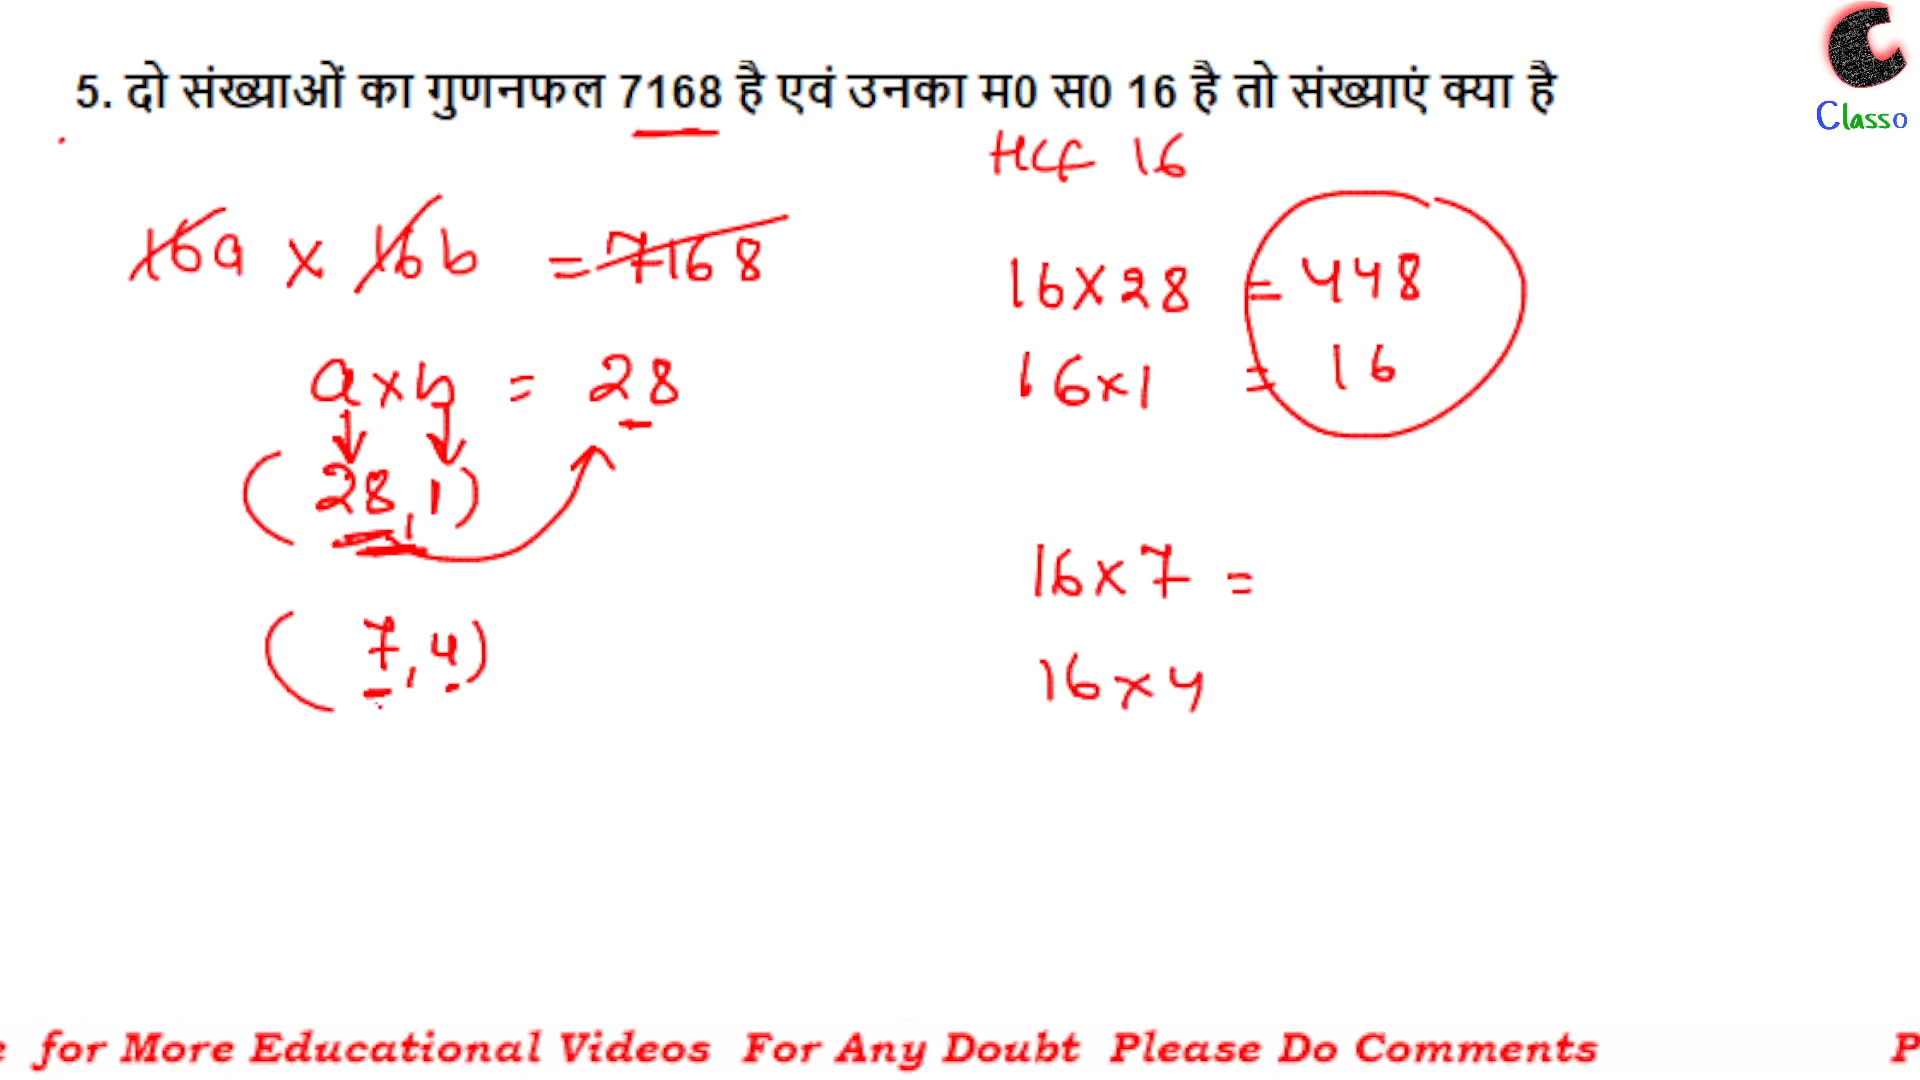 5. दो संख्याओं का गुणनफल 7168 है एवं उनका म0 स0 16 है तो संख्याएं क्या है
Classo
HCF 16
16a x 16b = 7168
16x28 = 448
16x1 = 16
axb = 28
(28,1)
16x7 =
(7,4)
16x4
for More Educational Videos For Any Doubt Please Do Comments